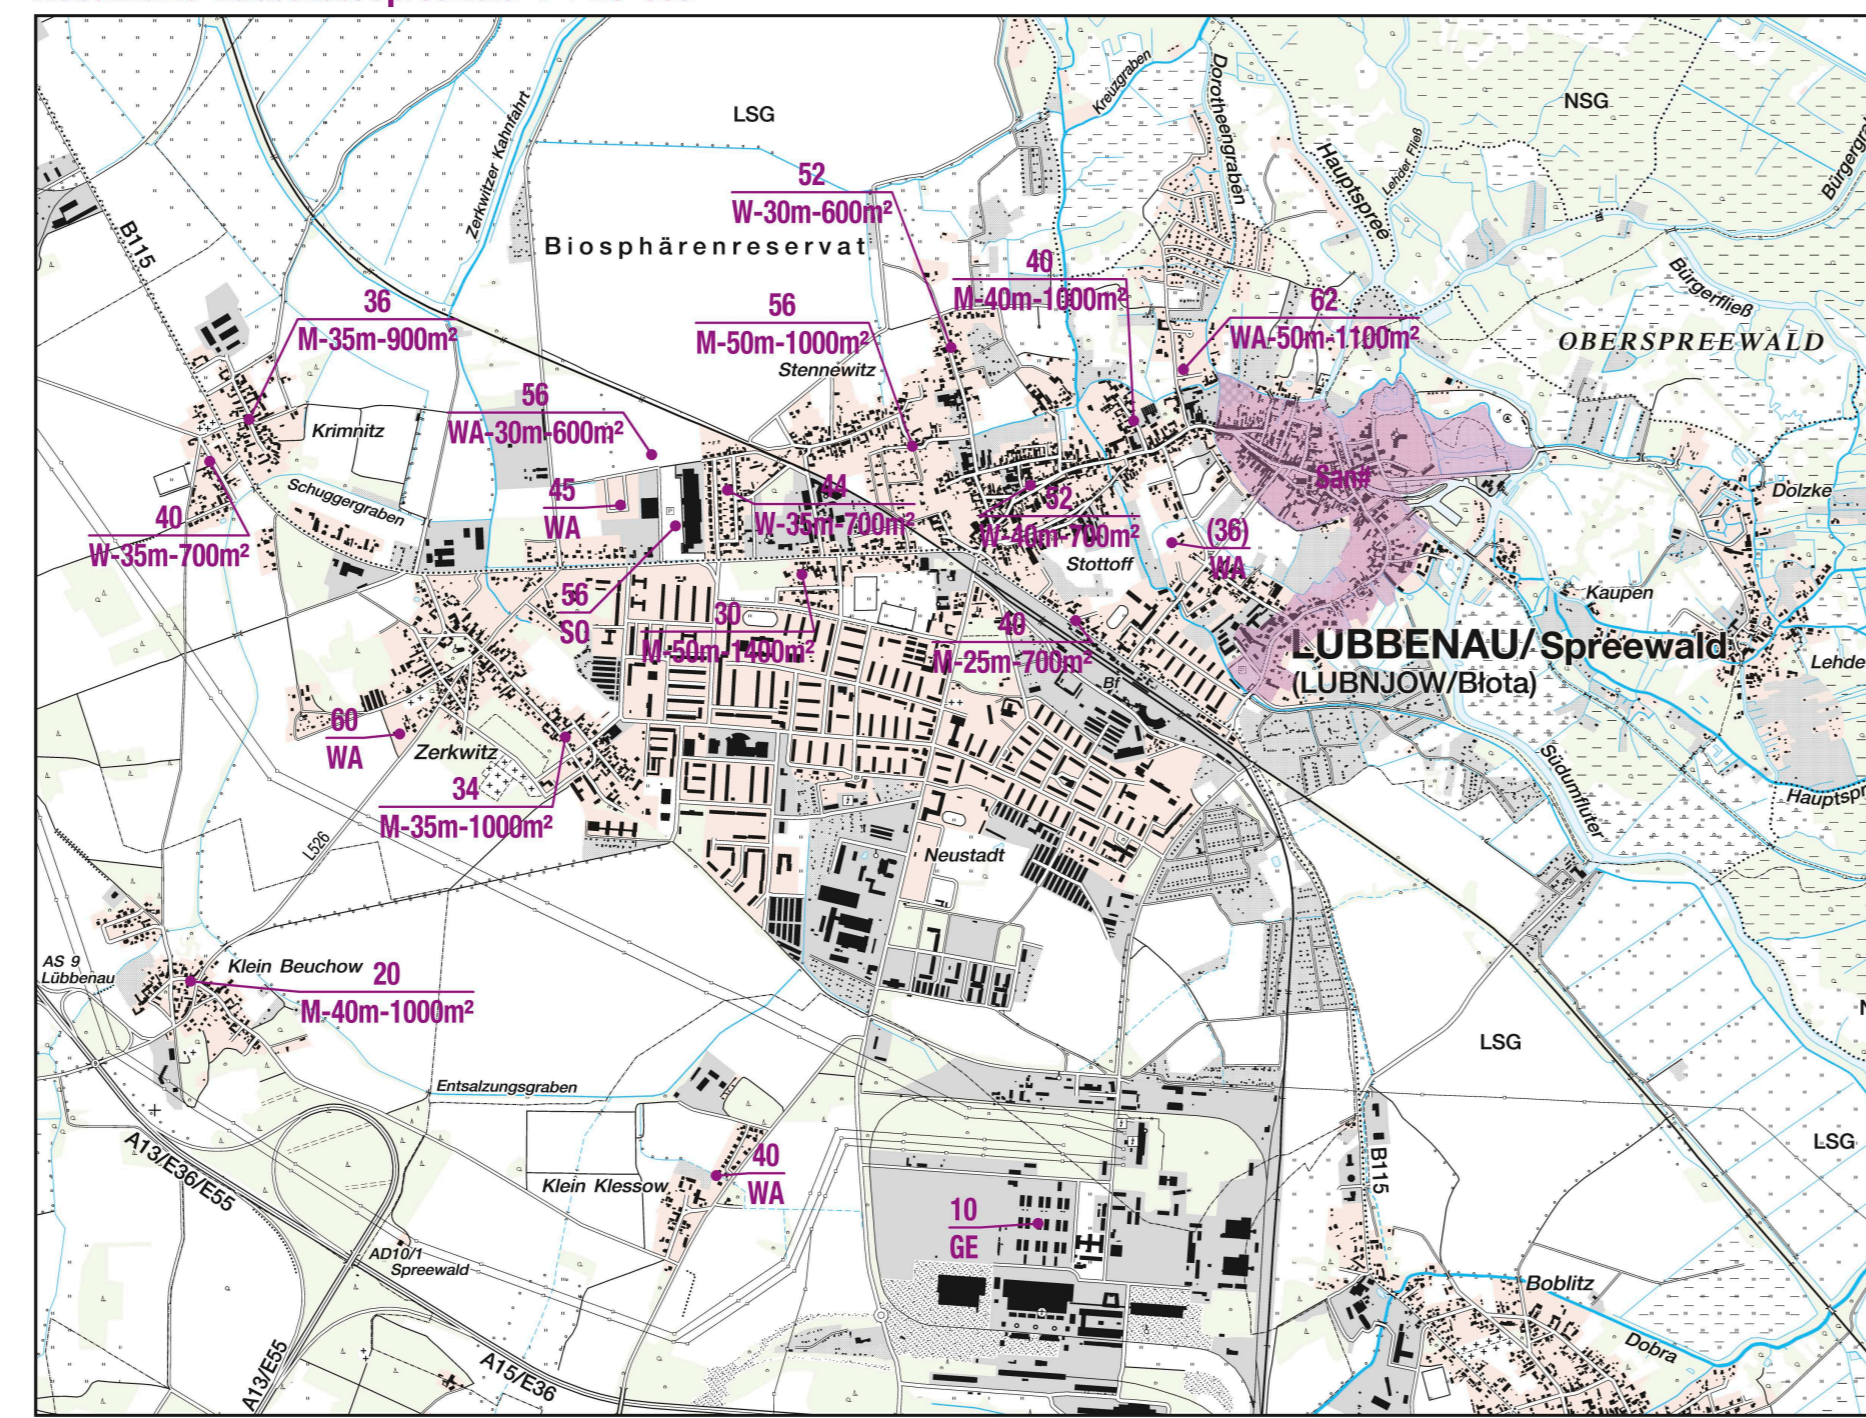 LSG
NSG
Kreuzgraben
Dorotheengraben
Hauptspree
Lehder Fließ
Zerkwitzer Kahnfahrt
B115
52
W-30m-600m²
Biosphärenreservat
40
M-40m-1000m²
Bürgerfließ
36
M-35m-900m²
56
M-50m-1000m²
62
WA-50m-1100m²
OBERSPREEWALD
Stennewitz
56
WA-30m-600m²
Krimnitz
San#
Schuggergraben
45
WA
44
W-35m-700m²
32
W-40m-700m²
(36)
WA
Dolzke
40
W-35m-700m²
Stottoff
Kaupen
56
SO
30
M-50m-1400m²
40
M-25m-700m²
LÜBBENAU/Spreewald
(LUBNJOW/Błota)
Bf
60
WA
Zerkwitz
Südumfluter
34
M-35m-1000m²
L526
Neustadt
AS 9
Lübbenau
Klein Beuchow
20
M-40m-1000m²
LSG
Entsalzungsgraben
LSG
A13/E36/E55
B115
40
WA
Klein Klessow
10
GE
AD10/1
Spreewald
Boblitz
Dobra
A13/E55
A15/E36